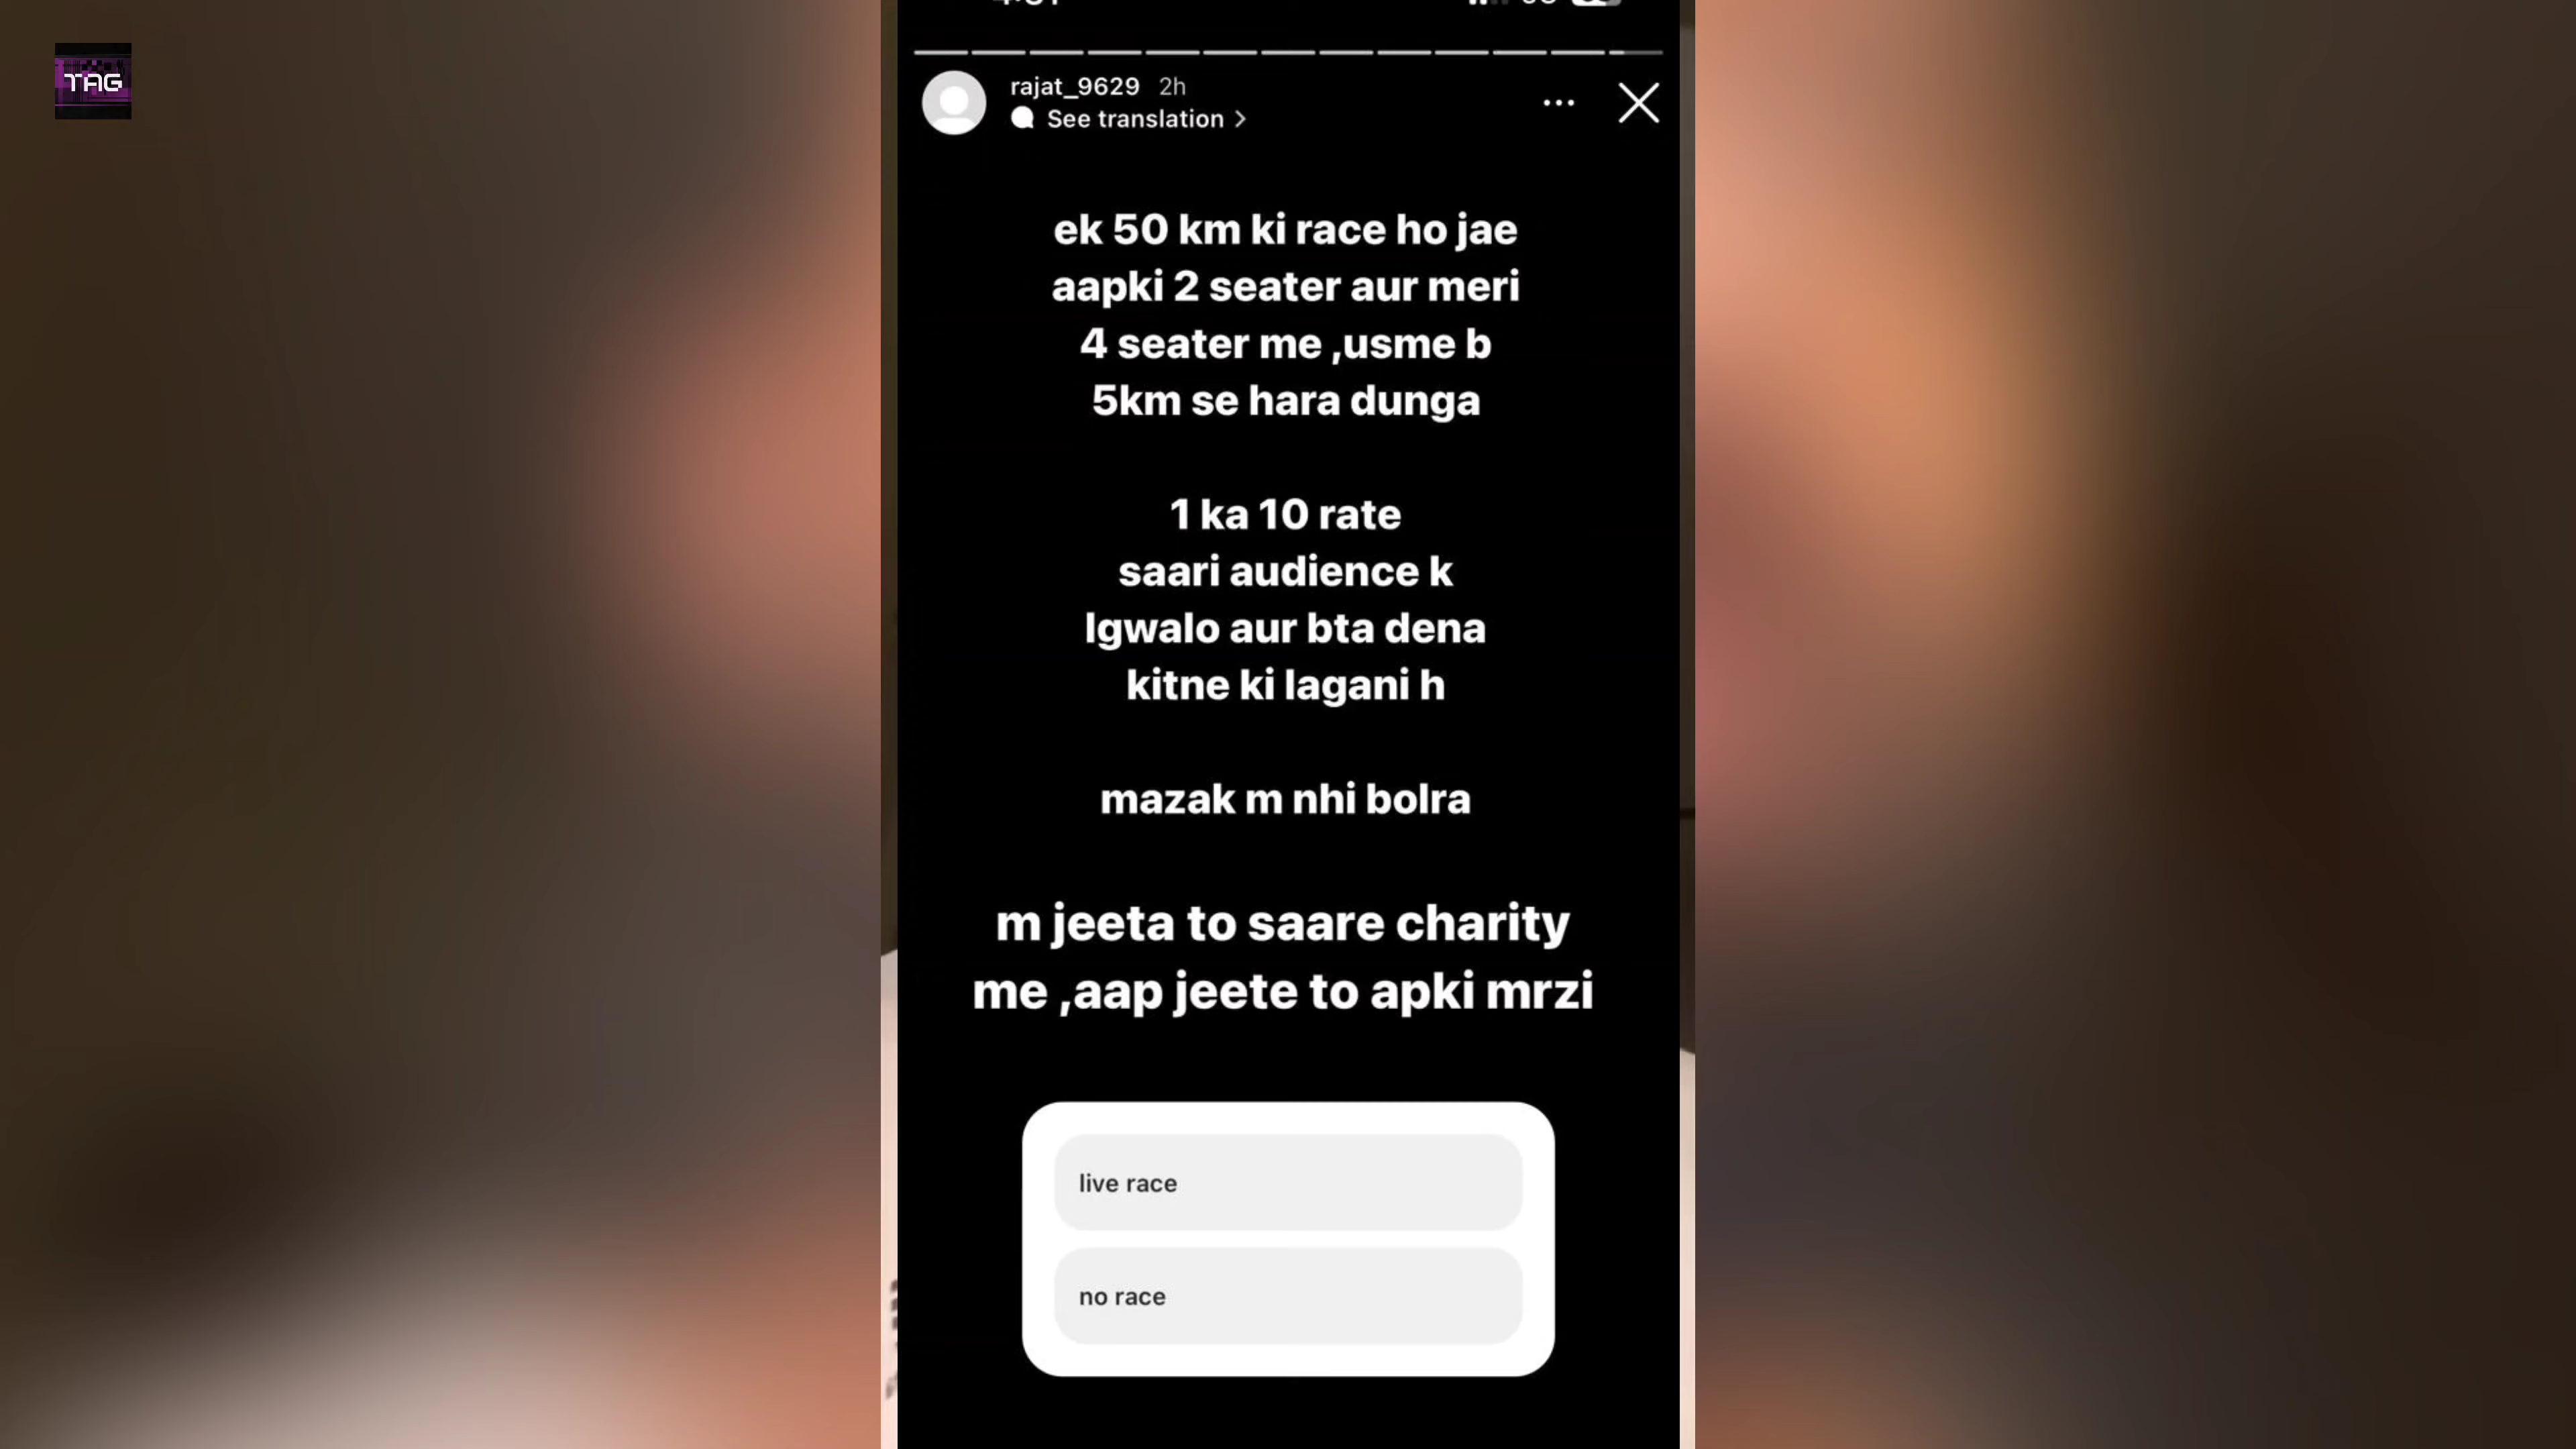 TAG
rajat_9629 2h
See translation >
ek 50 km ki race ho jae
aapki 2 seater aur meri
4 seater me ,usme b
5km se hara dunga
1 ka 10 rate
saari audience k
lgwalo aur bta dena
kitne ki lagani h
mazak m nhi bolra
m jeeta to saare charity
me ,aap jeete to apki mrzi
live race
no race